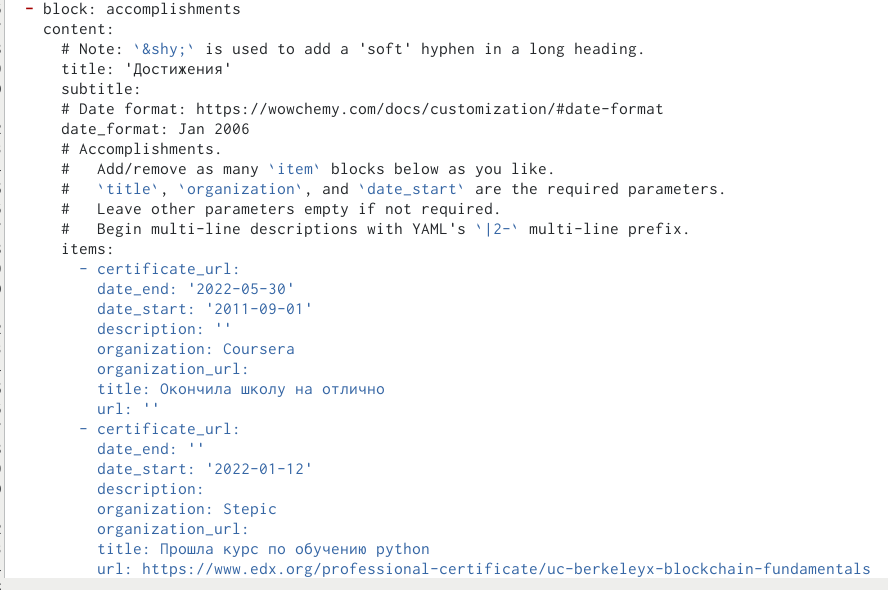 - block: accomplishments
content:
# Note: `&shy;` is used to add a 'soft' hyphen in a long heading.
title: 'Достижения'
subtitle:
# Date format: https://wowchemy.com/docs/customization/#date-format
date_format: Jan 2006
# Accomplishments.
#   Add/remove as many `item` blocks below as you like.
#   `title`, `organization`, and `date_start` are the required parameters.
#   Leave other parameters empty if not required.
#   Begin multi-line descriptions with YAML's `|2-` multi-line prefix.
items:
- certificate_url:
date_end: '2022-05-30'
date_start: '2011-09-01'
description: ''
organization: Coursera
organization_url:
title: Окончила школу на отлично
url: ''
- certificate_url:
date_end: ''
date_start: '2022-01-12'
description:
organization: Stepic
organization_url:
title: Прошла курс по обучению python
url: https://www.edx.org/professional-certificate/uc-berkeleyx-blockchain-fundamentals